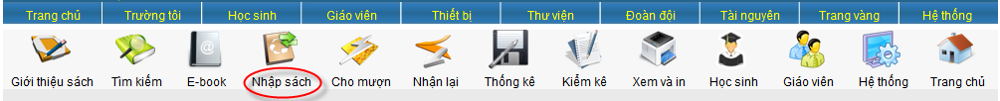 Trang chủ Trường tôi Học sinh Giáo viên Thiết bị Thư viện Đoàn đội Tài nguyên Trang vàng Hệ thống
Giới thiệu sách Tìm kiếm E-book Nhập sách Cho mượn Nhận lại Thống kê Kiểm kê Xem và in Học sinh Giáo viên Hệ thống Trang chủ